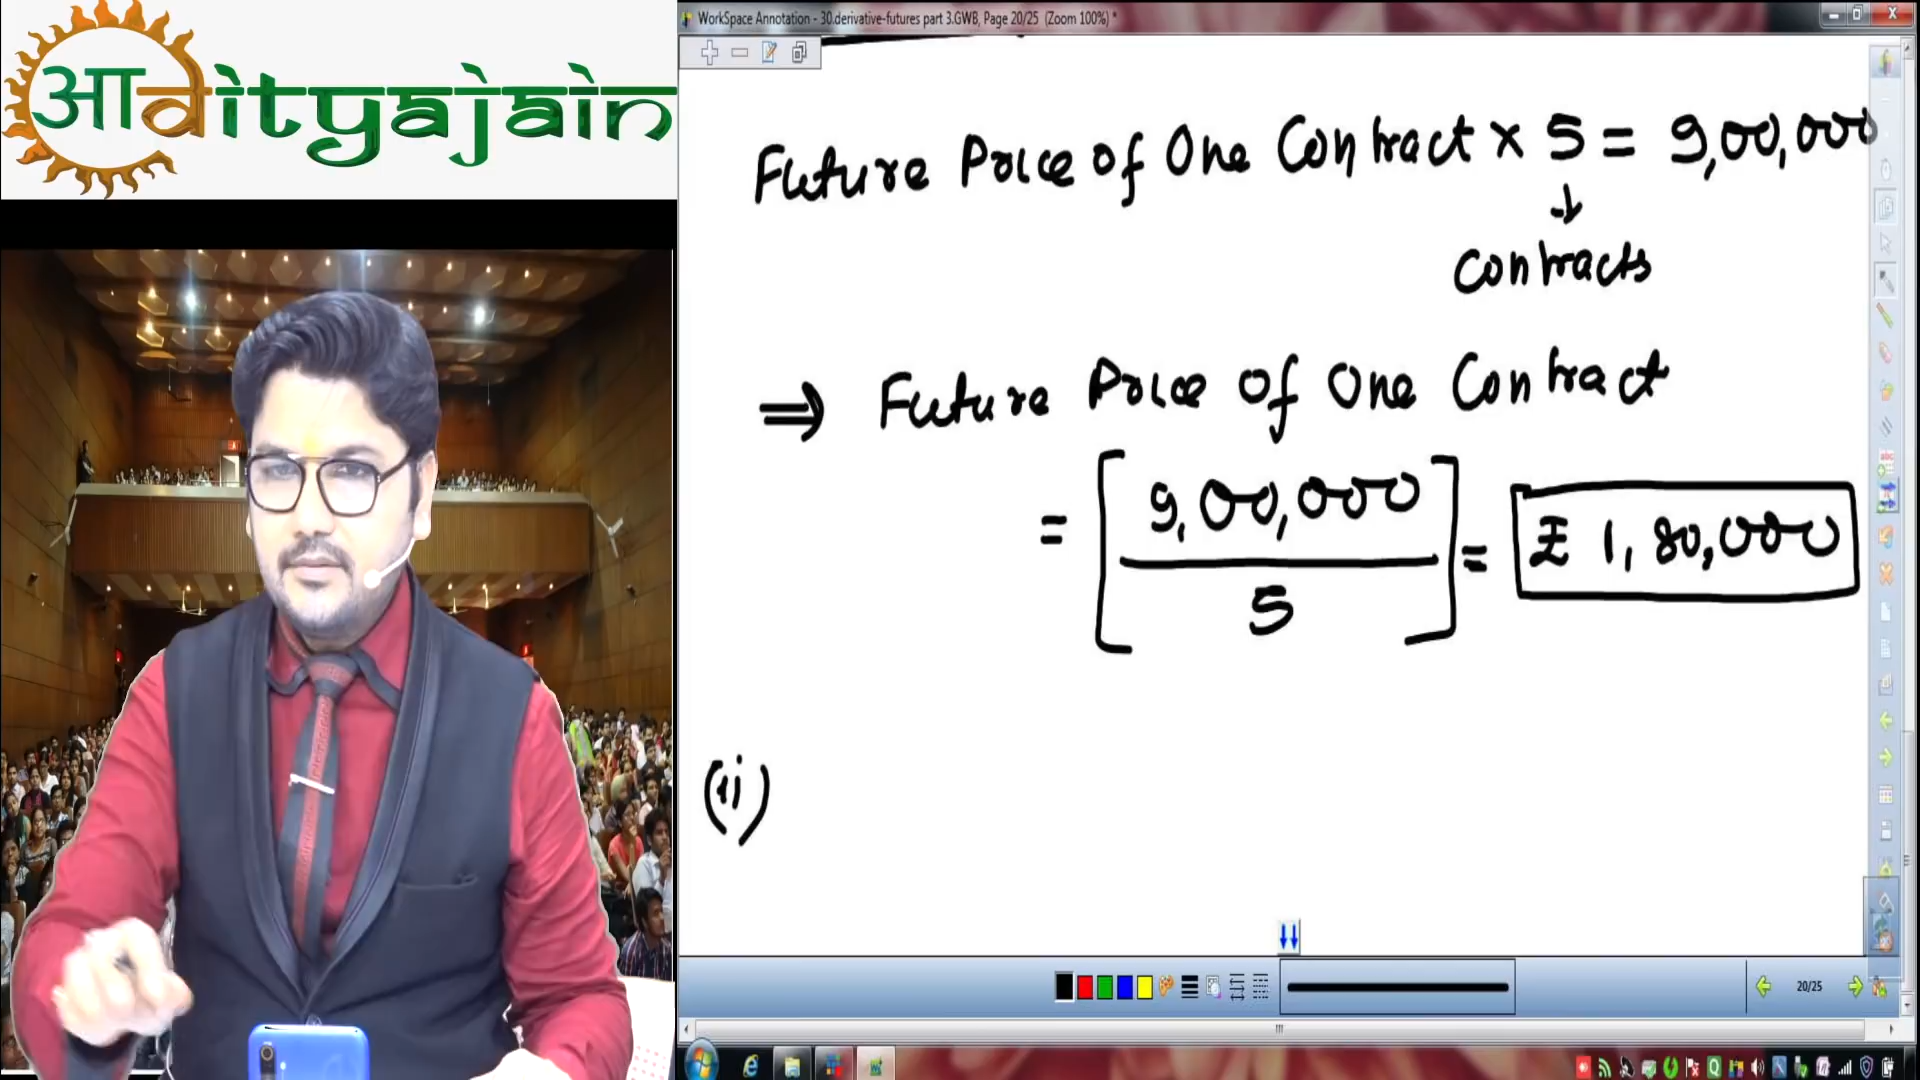 आdityajain
WorkSpace Annotation - 30.derivative-futures part 3.GWB, Page 20/25 (Zoom 100%) *
Future Price of One Contract × 5 = 9,00,000
↓
Contracts
⇒ Future Price of One Contract
= [ 9,00,000
5 ] = ₹ 1,80,000
(ii)
20/25